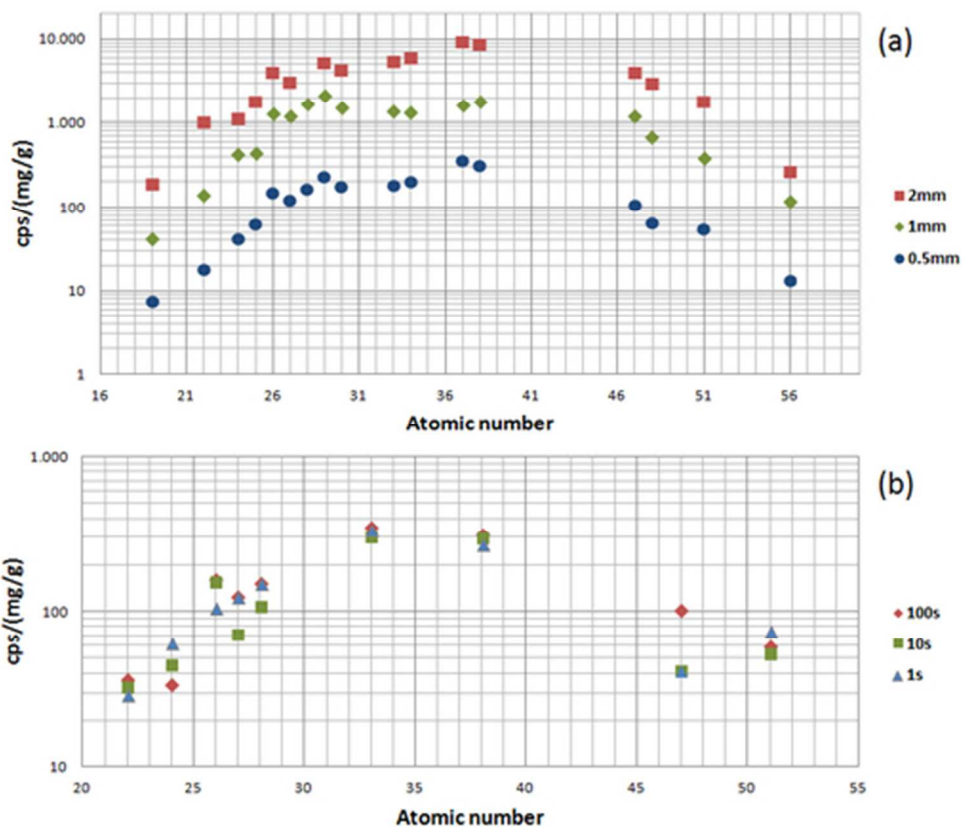 (a)
10.000
1.000
100
10
1
cps/(mg/g)
16 21 26 31 36 41 46 51 56
Atomic number
2mm
1mm
0.5mm
(b)
1.000
100
10
cps/(mg/g)
20 25 30 35 40 45 50 55
Atomic number
100s
10s
1s